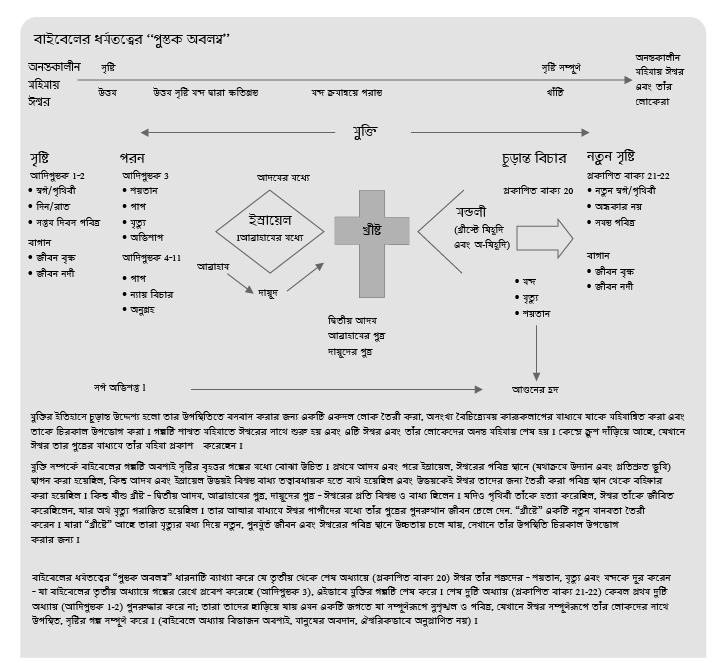 বাইবেলের ধর্মতত্ত্বের “পুস্তক অবলম্ব”
অনন্তকালীন
মহিমায়
ঈশ্বর
সৃষ্টি
সৃষ্টি সম্পূর্ণ
অনন্তকালীন
মহিমায় ঈশ্বর
এবং তাঁর
লোকেরা
উত্তম
উত্তম সৃষ্টি মন্দ দ্বারা ক্ষতিগ্রস্ত
মন্দ ক্রমান্বয়ে পরাস্ত
খাঁটি
মুক্তি
সৃষ্টি
আদিপুস্তক 1-2
• স্বর্গ/পৃথিবী
• দিন/রাত
• সপ্তম দিবস পবিত্র
বাগান
• জীবন বৃক্ষ
• জীবন নদী
পতন
আদিপুস্তক 3
• শয়তান
• পাপ
• মৃত্যু
• অভিশাপ
আদিপুস্তক 4-11
• পাপ
• ন্যায় বিচার
• অনুগ্রহ
আদমের মধ্যে
ইস্রায়েল
।আব্রাহামের মধ্যে
আব্রাহাম
দায়ূদ
খ্রীষ্ট
দ্বিতীয় আদম
আব্রাহামের পুত্র
দায়ূদের পুত্র
মন্ডলী
(খ্রীষ্টে যিহূদি
এবং অ-যিহূদি)
চূড়ান্ত বিচার
প্রকাশিত বাক্য 20
• মন্দ
• মৃত্যু
• শয়তান
নতুন সৃষ্টি
প্রকাশিত বাক্য 21-22
• নতুন স্বর্গ/পৃথিবী
• অন্ধকার নয়
• সমস্ত পবিত্র
বাগান
• জীবন বৃক্ষ
• জীবন নদী
সর্প অভিশপ্ত ।
আগুনের হ্রদ
মুক্তির ইতিহাসে চূড়ান্ত উদ্দেশ্য হলো তার উপস্থিতিতে বসবাস করার জন্য একটি একদল লোক তৈরী করা, অসংখ্য বৈচিত্র্যময় কারুকলাপের মাধ্যমে যাকে মহিমান্বিত করা এবং
তাকে চিরকাল উপভোগ করা । গল্পটি শাশ্বত মহিমাতে ঈশ্বরের সাথে শুরু হয় এবং এটি ঈশ্বর এবং তাঁর লোকেদের অনন্ত মহিমায় শেষ হয় । কেন্দ্রে ক্রুশ দাঁড়িয়ে আছে, যেখানে
ঈশ্বর তার পুত্রের মাধ্যমে তাঁর মহিমা প্রকাশ করেছেন ।
মুক্তি সম্পর্কে বাইবেলের গল্পটি অবশ্যই সৃষ্টির বৃহত্তর গল্পের মধ্যে বোঝা উচিত । প্রথমে আদম এবং পরে ইস্রায়েল, ঈশ্বরের পবিত্র স্থানে (যথাক্রমে উদ্যান এবং প্রতিশ্রুত ভূমি)
স্থাপন করা হয়েছিল, কিন্তু আদম এবং ইস্রায়েল উভয়ই বিশ্বস্ত বাধ্য তত্ত্বাবধায়ক হতে ব্যর্থ হয়েছিল এবং উভয়কেই ঈশ্বর তাদের জন্য তৈরী করা পবিত্র স্থান থেকে বহিষ্কার
করা হয়েছিল । কিন্তু যীশু খ্রীষ্ট - দ্বিতীয় আদম, আব্রাহামের পুত্র, দায়ূদের পুত্র - ঈশ্বরের প্রতি বিশ্বস্ত ও বাধ্য ছিলেন । যদিও পৃথিবী তাঁকে হত্যা করেছিল, ঈশ্বর তাঁকে জীবিত
করেছিলেন, যার অর্থ মৃত্যু পরাজিত হয়েছিল । তার আত্মার মাধ্যমে ঈশ্বর পাপীদের মধ্যে তাঁর পুত্রের পুনরুত্থান জীবন ঢেলে দেন. “খ্রীষ্টে” একটি নতুন মানবতা তৈরী
করেন । যারা “খ্রীষ্টে” আছে তারা মৃত্যুর মধ্য দিয়ে নতুন, পুনর্মূর্ত জীবন এবং ঈশ্বরের পবিত্র স্থানে উচ্চতায় চলে যায়, সেখানে তাঁর উপস্থিতি চিরকাল উপভোগ
করার জন্য ।
বাইবেলের ধর্মতত্ত্বের “পুস্তক অবলম্ব” ধারনাটি ব্যাখ্যা করে যে তৃতীয় থেকে শেষ অধ্যায়ে (প্রকাশিত বাক্য 20) ঈশ্বর তাঁর শত্রুদের - শয়তান, মৃত্যু এবং মন্দকে দূর করেন
- যা বাইবেলের তৃতীয় অধ্যায়ে গল্পের রেখে প্রবেশ করেছে (আদিপুস্তক 3), এইভাবে মুক্তির গল্পটি শেষ করে । শেষ দুটি অধ্যায় (প্রকাশিত বাক্য 21-22) কেবল প্রথম দুষ্টি
অধ্যায় (আদিপুস্তক 1-2) পুনরুদ্ধার করে না; তারা তাদের ছাড়িয়ে যায় এমন একটি জগতে যা সম্পূর্ণরূপে সুশৃঙ্খল ও পবিত্র, যেখানে ঈশ্বর সম্পূর্ণরূপে তাঁর লোকদের সাথে
উপস্থিত, সৃষ্টির গল্প সম্পূর্ণ করে । (বাইবেলে অধ্যায় বিভাজন অবশ্যই, মানুষের অবদান, ঐশ্বরিকভাবে অনুপ্রাণিত নয়) ।